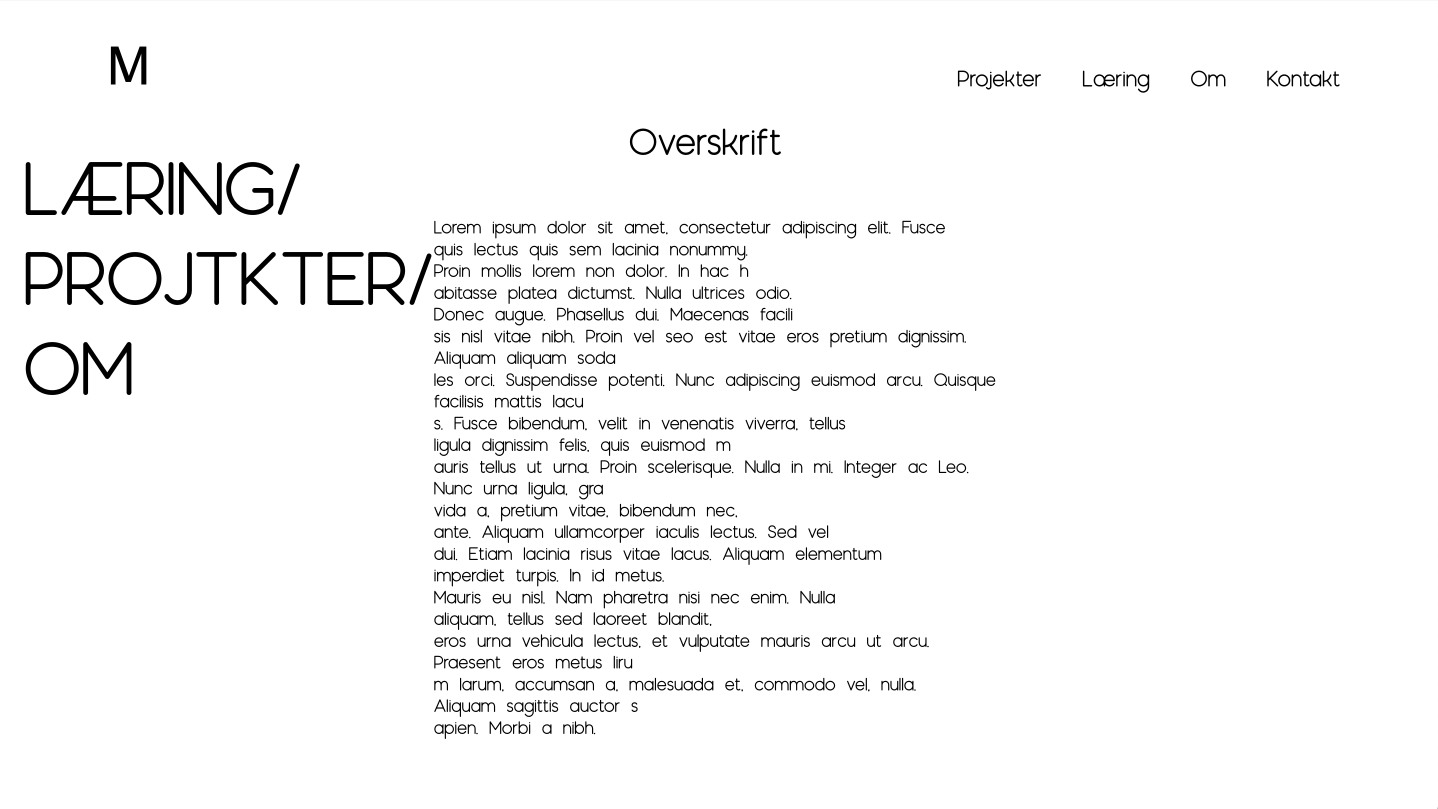 M
Projekter Læring Om Kontakt
Overskrift
LÆRING/
PROJTKTER/
OM
Lorem ipsum dolor sit amet, consectetur adipiscing elit. Fusce
quis lectus quis sem lacinia nonummy.
Proin mollis lorem non dolor. In hac h
abitasse platea dictumst. Nulla ultrices odio.
Donec augue. Phasellus dui. Maecenas facili
sis nisl vitae nibh. Proin vel seo est vitae eros pretium dignissim.
Aliquam aliquam soda
les orci. Suspendisse potenti. Nunc adipiscing euismod arcu. Quisque
facilisis mattis lacu
s. Fusce bibendum, velit in venenatis viverra, tellus
ligula dignissim felis, quis euismod m
auris tellus ut urna. Proin scelerisque. Nulla in mi. Integer ac Leo.
Nunc urna ligula, gra
vida a, pretium vitae, bibendum nec,
ante. Aliquam ullamcorper iaculis lectus. Sed vel
dui. Etiam lacinia risus vitae lacus. Aliquam elementum
imperdiet turpis. In id metus.
Mauris eu nisl. Nam pharetra nisi nec enim. Nulla
aliquam, tellus sed laoreet blandit,
eros urna vehicula lectus, et vulputate mauris arcu ut arcu.
Praesent eros metus liru
m larum, accumsan a, malesuada et, commodo vel, nulla.
Aliquam sagittis auctor s
apien. Morbi a nibh.